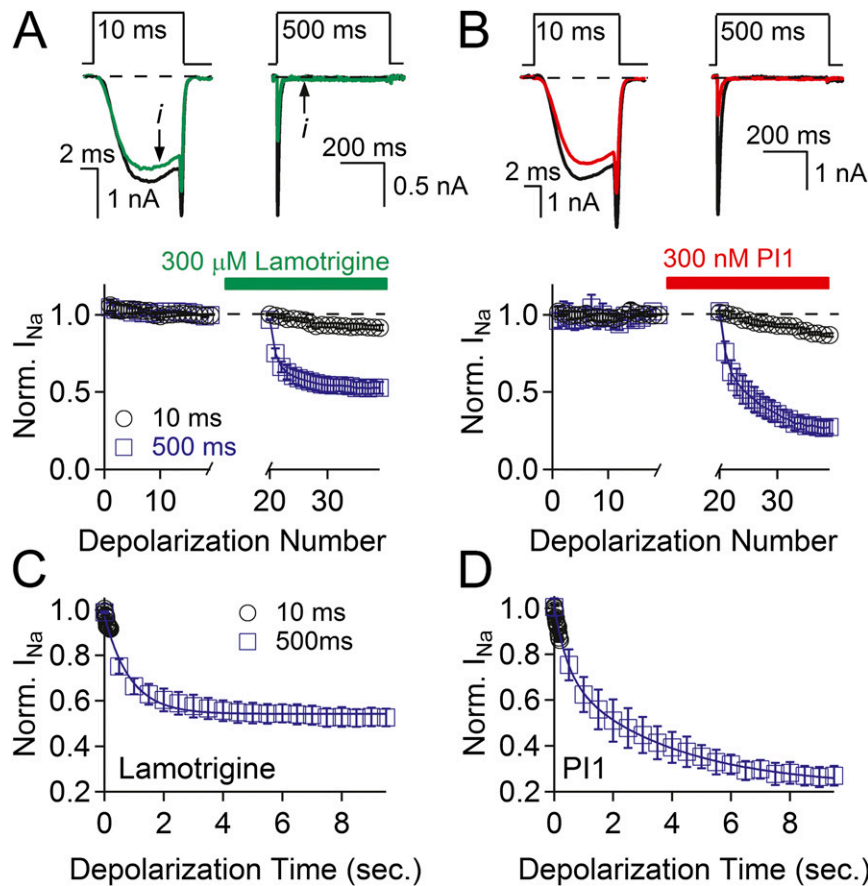 A
10 ms
500 ms
i
i
2 ms
1 nA
200 ms
0.5 nA
300 μM Lamotrigine
Norm. I_Na
1.0
0.5
0.0
10 ms
500 ms
0 10 20 30
Depolarization Number
B
10 ms
500 ms
2 ms
1 nA
200 ms
1 nA
300 nM PI1
Norm. I_Na
1.0
0.5
0.0
0 10 20 30
Depolarization Number
C
Norm. I_Na
1.0
0.8
0.6
0.4
0.2
10 ms
500ms
Lamotrigine
0 2 4 6 8
Depolarization Time (sec.)
D
Norm. I_Na
1.0
0.8
0.6
0.4
0.2
PI1
0 2 4 6 8
Depolarization Time (sec.)